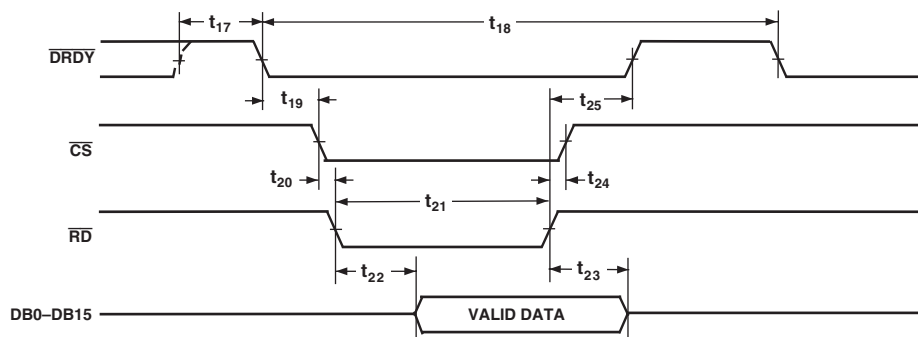 t17 t18
DRDY
t19 t25
CS
t20 t24
t21
RD
t22 t23
DB0–DB15 VALID DATA